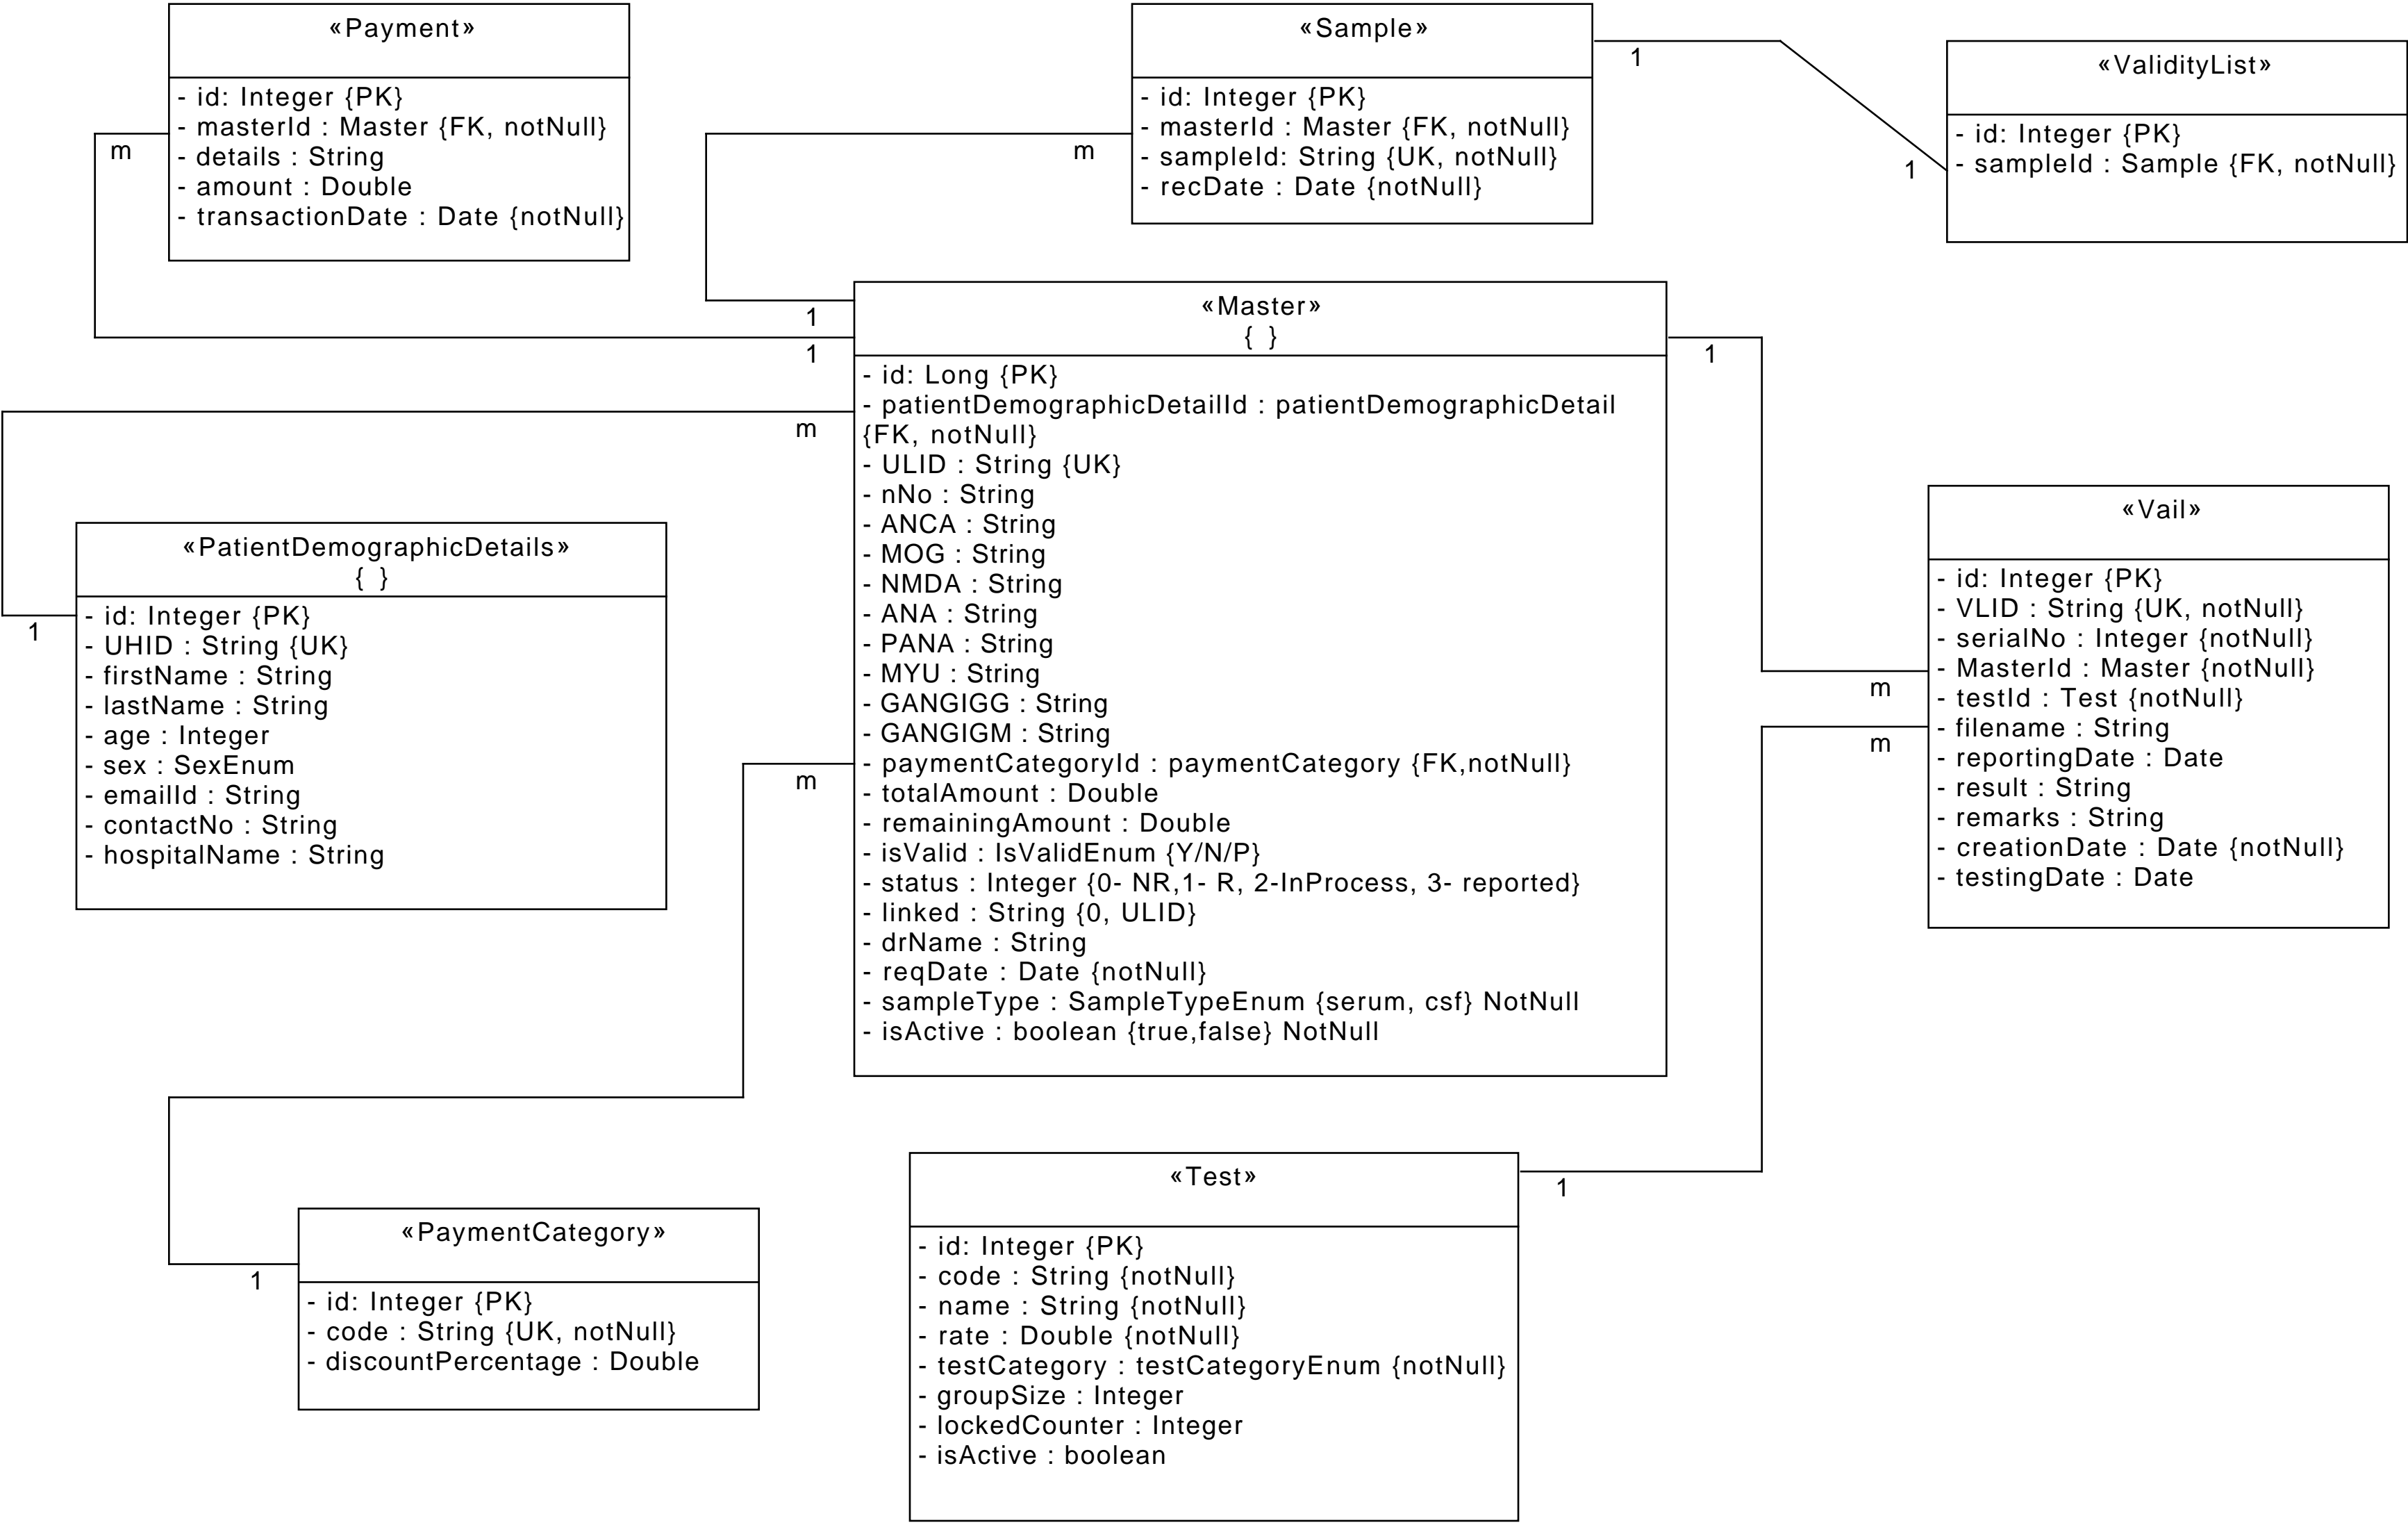 «Payment»
- id: Integer {PK}
- masterId : Master {FK, notNull}
- details : String
- amount : Double
- transactionDate : Date {notNull}
m
1
«Sample»
- id: Integer {PK}
- masterId : Master {FK, notNull}
- sampleId: String {UK, notNull}
- recDate : Date {notNull}
m
1
1
1
«ValidityList»
- id: Integer {PK}
- sampleId : Sample {FK, notNull}
«Master»
{ }
- id: Long {PK}
- patientDemographicDetailId : patientDemographicDetail
{FK, notNull}
- ULID : String {UK}
- nNo : String
- ANCA : String
- MOG : String
- NMDA : String
- ANA : String
- PANA : String
- MYU : String
- GANGIGG : String
- GANGIGM : String
- paymentCategoryId : paymentCategory {FK,notNull}
- totalAmount : Double
- remainingAmount : Double
- isValid : IsValidEnum {Y/N/P}
- status : Integer {0- NR,1- R, 2-InProcess, 3- reported}
- linked : String {0, ULID}
- drName : String
- reqDate : Date {notNull}
- sampleType : SampleTypeEnum {serum, csf} NotNull
- isActive : boolean {true,false} NotNull
m
1
«PatientDemographicDetails»
{ }
- id: Integer {PK}
- UHID : String {UK}
- firstName : String
- lastName : String
- age : Integer
- sex : SexEnum
- emailId : String
- contactNo : String
- hospitalName : String
1
m
m
«Vail»
- id: Integer {PK}
- VLID : String {UK, notNull}
- serialNo : Integer {notNull}
- MasterId : Master {notNull}
- testId : Test {notNull}
- filename : String
- reportingDate : Date
- result : String
- remarks : String
- creationDate : Date {notNull}
- testingDate : Date
m
1
«PaymentCategory»
- id: Integer {PK}
- code : String {UK, notNull}
- discountPercentage : Double
1
«Test»
- id: Integer {PK}
- code : String {notNull}
- name : String {notNull}
- rate : Double {notNull}
- testCategory : testCategoryEnum {notNull}
- groupSize : Integer
- lockedCounter : Integer
- isActive : boolean